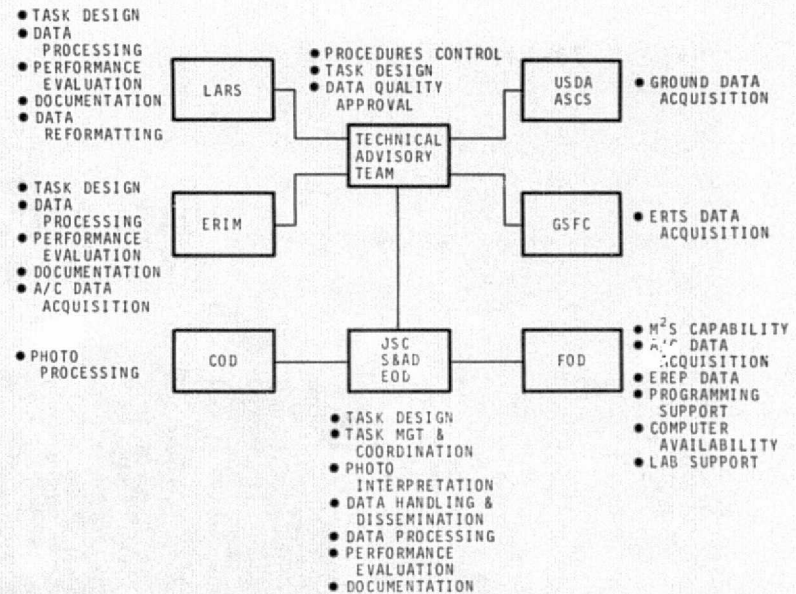 ● TASK DESIGN
● DATA
PROCESSING
● PERFORMANCE
EVALUATION
● DOCUMENTATION
● DATA
REFORMATTING
LARS
● PROCEDURES CONTROL
● TASK DESIGN
● DATA QUALITY
APPROVAL
TECHNICAL
ADVISORY
TEAM
USDA
ASCS
● GROUND DATA
ACQUISITION
● TASK DESIGN
● DATA
PROCESSING
● PERFORMANCE
EVALUATION
● DOCUMENTATION
● A/C DATA
ACQUISITION
ERIM
GSFC
● ERTS DATA
ACQUISITION
● PHOTO
PROCESSING
COD
JSC
S&AD
EOD
FOD
● M²S CAPABILITY
● A/C DATA
ACQUISITION
● EREP DATA
● PROGRAMMING
SUPPORT
● COMPUTER
AVAILABILITY
● LAB SUPPORT
● TASK DESIGN
● TASK MGT &
COORDINATION
● PHOTO
INTERPRETATION
● DATA HANDLING &
DISSEMINATION
● DATA PROCESSING
● PERFORMANCE
EVALUATION
● DOCUMENTATION